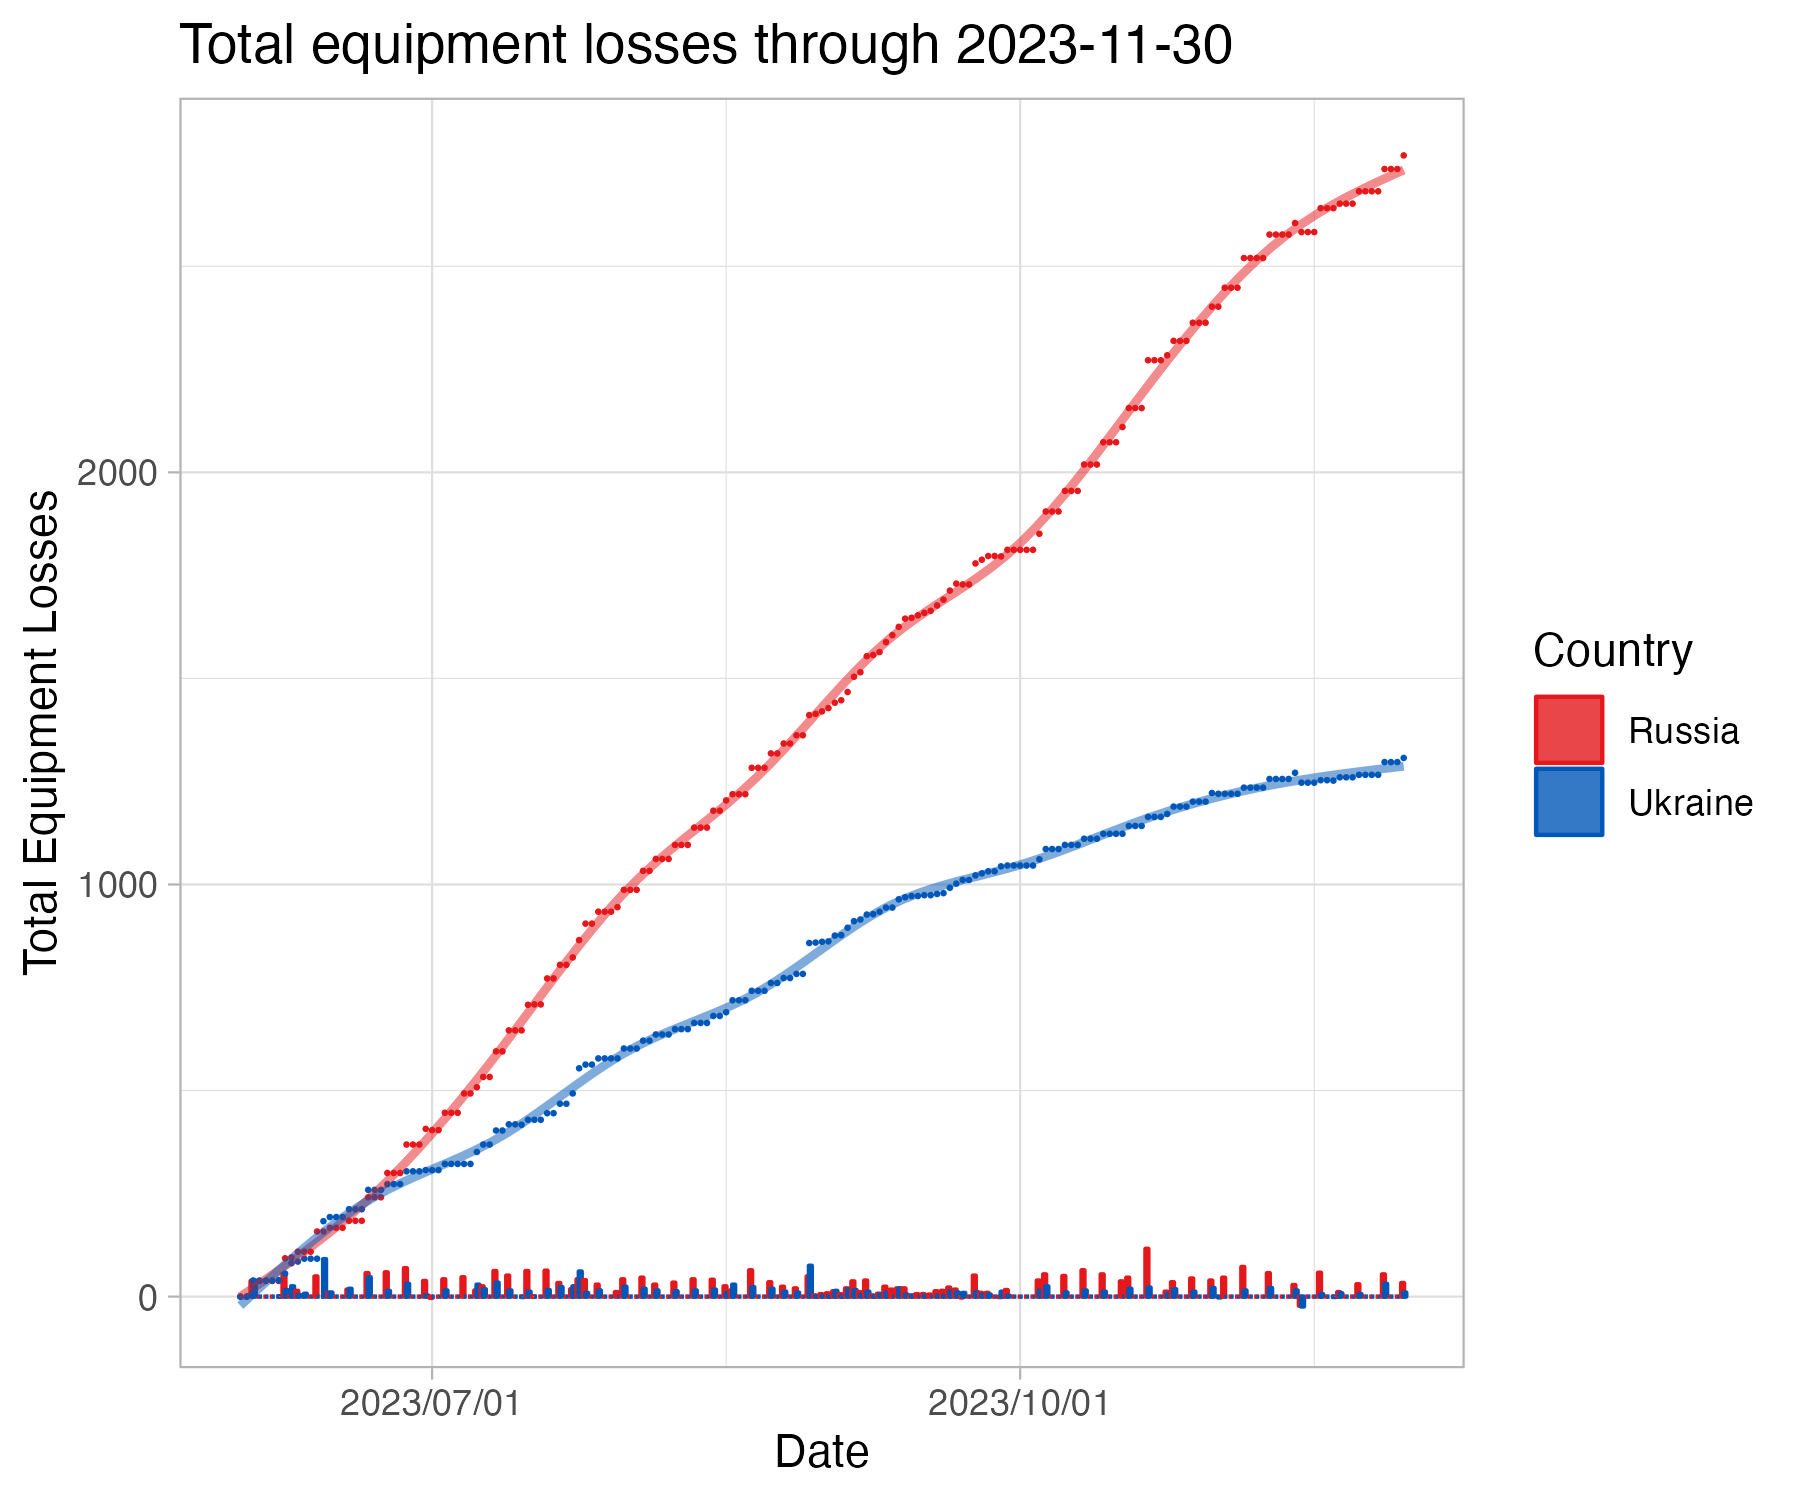 Total equipment losses through 2023-11-30
Total Equipment Losses
2000
1000
0
2023/07/01
2023/10/01
Date
Country
Russia
Ukraine